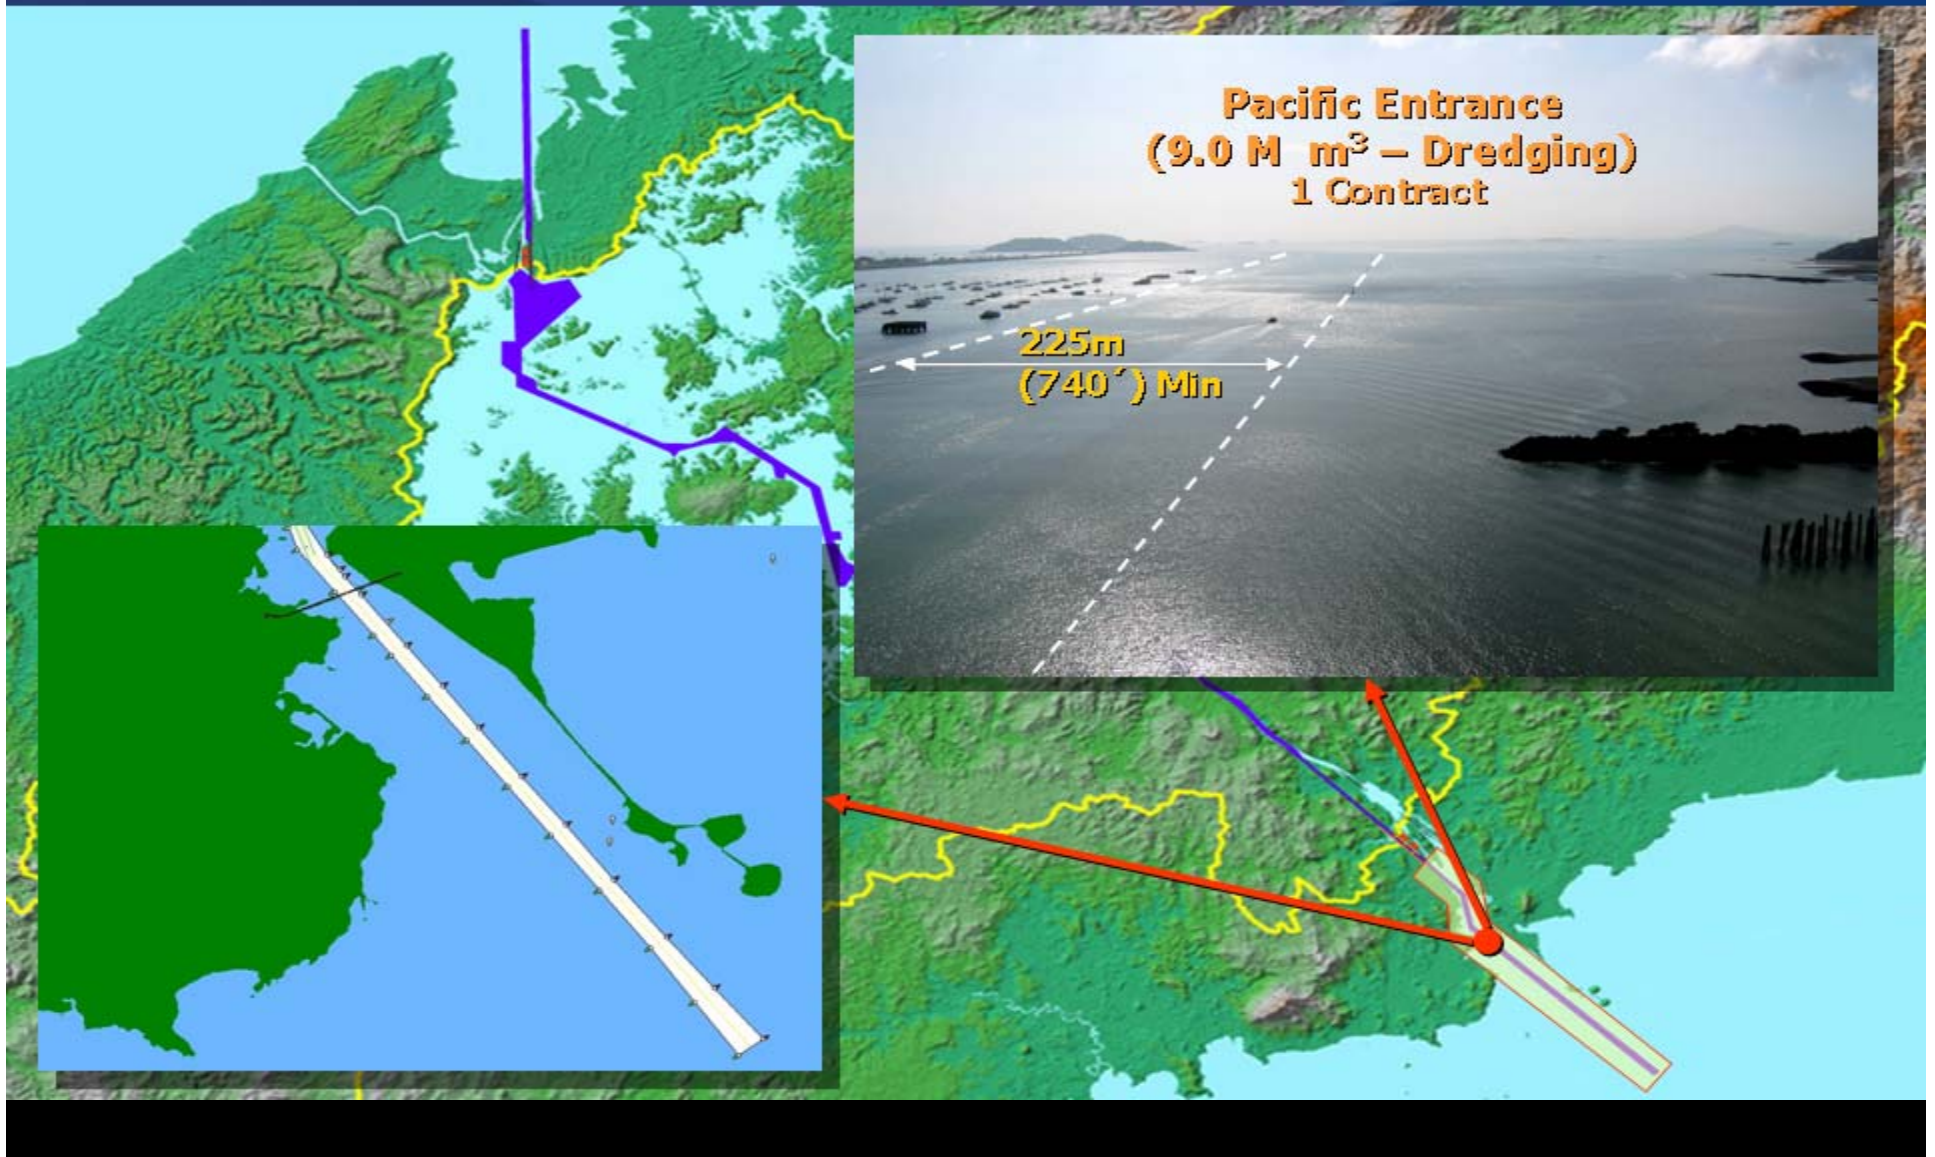 Pacific Entrance
(9.0 M m³ – Dredging)
1 Contract
225m
(740´) Min